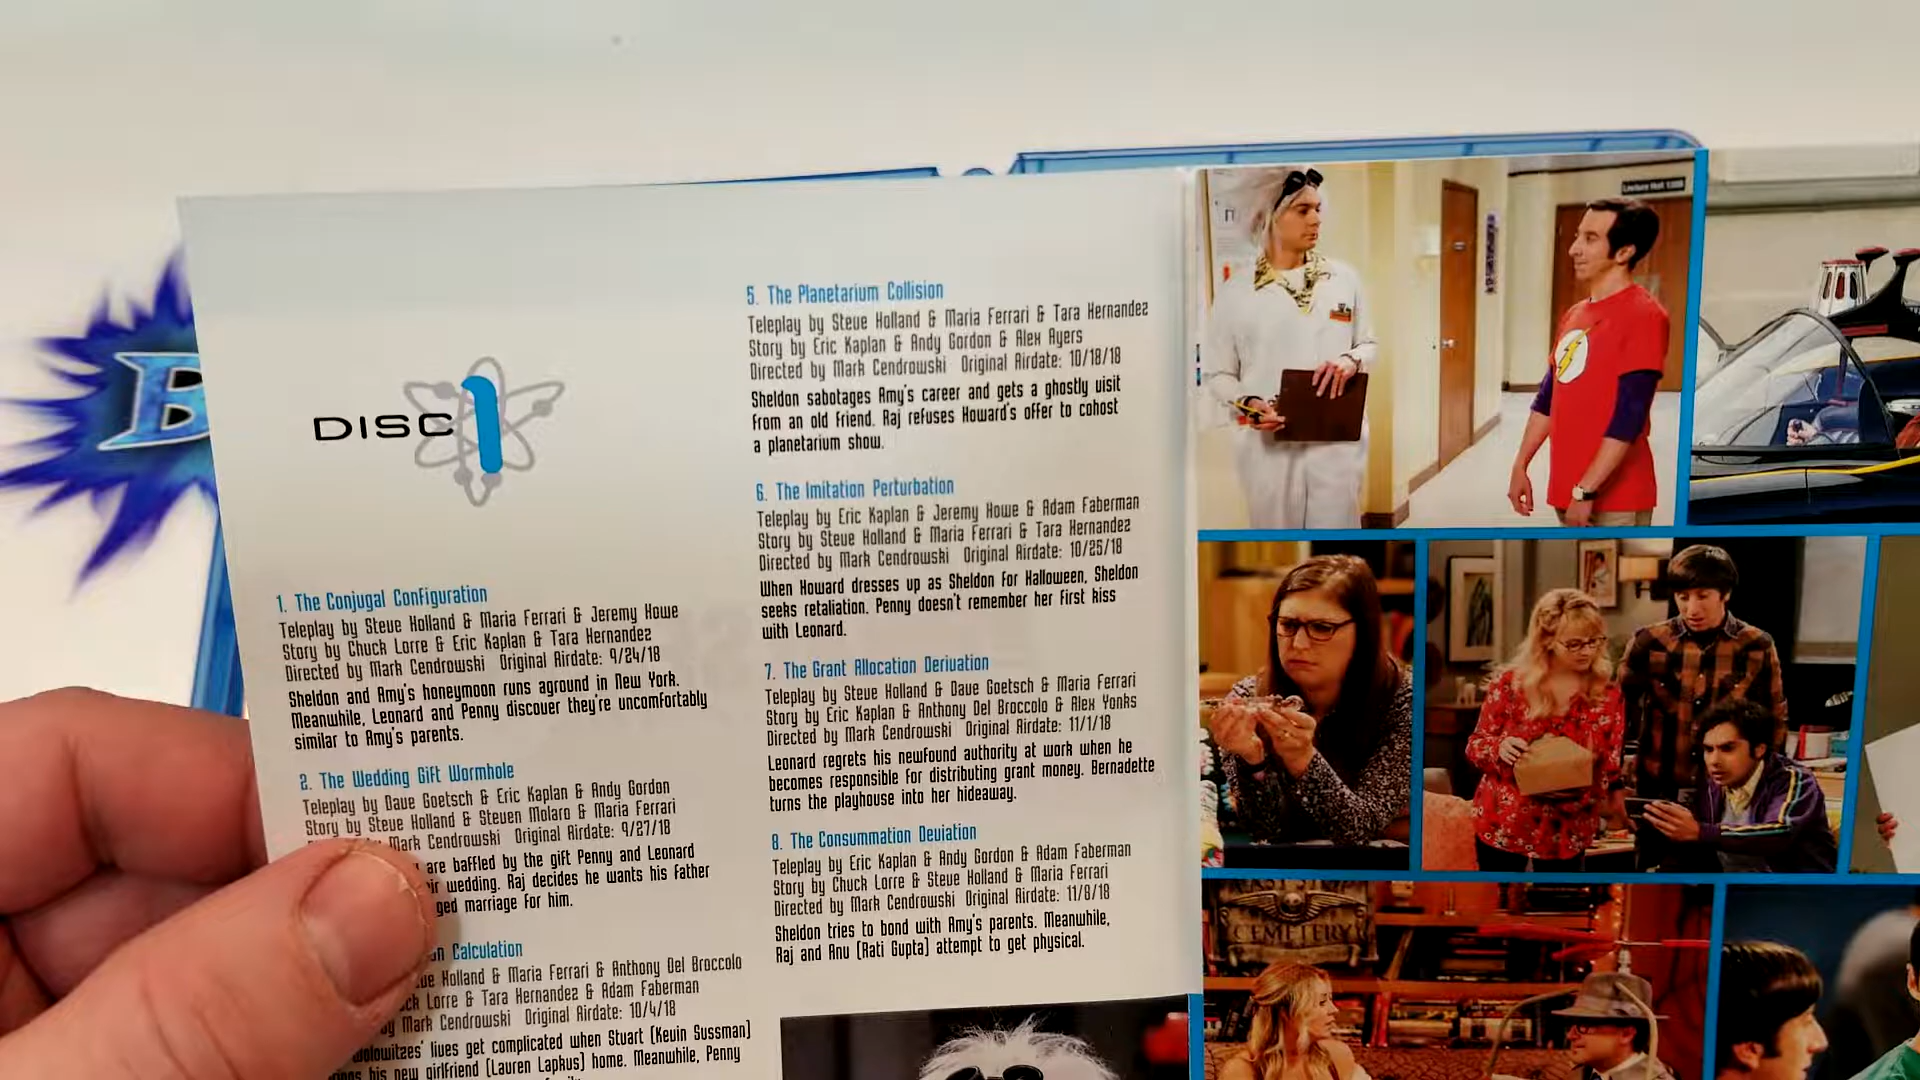 B
DISC 1
1. The Conjugal Configuration
Teleplay by Steve Holland & Maria Ferrari & Jeremy Howe
Story by Chuck Lorre & Eric Kaplan & Tara Hernandez
Directed by Mark Cendrowski Original Airdate: 9/24/18
Sheldon and Amy's honeymoon runs aground in New York.
Meanwhile, Leonard and Penny discover they're uncomfortably
similar to Amy's parents.
2. The Wedding Gift Wormhole
Teleplay by Dave Goetsch & Eric Kaplan & Andy Gordon
Story by Steve Holland & Steven Molaro & Maria Ferrari
Mark Cendrowski Original Airdate: 9/27/18
are baffled by the gift Penny and Leonard
wedding. Raj decides he wants his father
marriage for him.
Calculation
Holland & Maria Ferrari & Anthony Del Broccolo
Lorre & Tara Hernandez & Adam Faberman
Mark Cendrowski Original Airdate: 10/4/18
lives get complicated when Stuart (Kevin Sussman)
his new girlfriend (Lauren Lapkus) home. Meanwhile, Penny
5. The Planetarium Collision
Teleplay by Steve Holland & Maria Ferrari & Tara Hernandez
Story by Eric Kaplan & Andy Gordon & Alex Ayers
Directed by Mark Cendrowski Original Airdate: 10/18/18
Sheldon sabotages Amy's career and gets a ghostly visit
from an old friend. Raj refuses Howard's offer to cohost
a planetarium show.
6. The Imitation Perturbation
Teleplay by Eric Kaplan & Jeremy Howe & Adam Faberman
Story by Steve Holland & Maria Ferrari & Tara Hernandez
Directed by Mark Cendrowski Original Airdate: 10/25/18
When Howard dresses up as Sheldon for Halloween, Sheldon
seeks retaliation. Penny doesn't remember her first kiss
with Leonard.
7. The Grant Allocation Derivation
Teleplay by Steve Holland & Dave Goetsch & Maria Ferrari
Story by Eric Kaplan & Anthony Del Broccolo & Alex Yonks
Directed by Mark Cendrowski Original Airdate: 11/1/18
Leonard regrets his newfound authority at work when he
becomes responsible for distributing grant money. Bernadette
turns the playhouse into her hideaway.
8. The Consummation Deviation
Teleplay by Eric Kaplan & Andy Gordon & Adam Faberman
Story by Chuck Lorre & Steve Holland & Maria Ferrari
Directed by Mark Cendrowski Original Airdate: 11/8/18
Sheldon tries to bond with Amy's parents. Meanwhile,
Raj and Anu (Rati Gupta) attempt to get physical.
Lecture Hall
CEMETERY